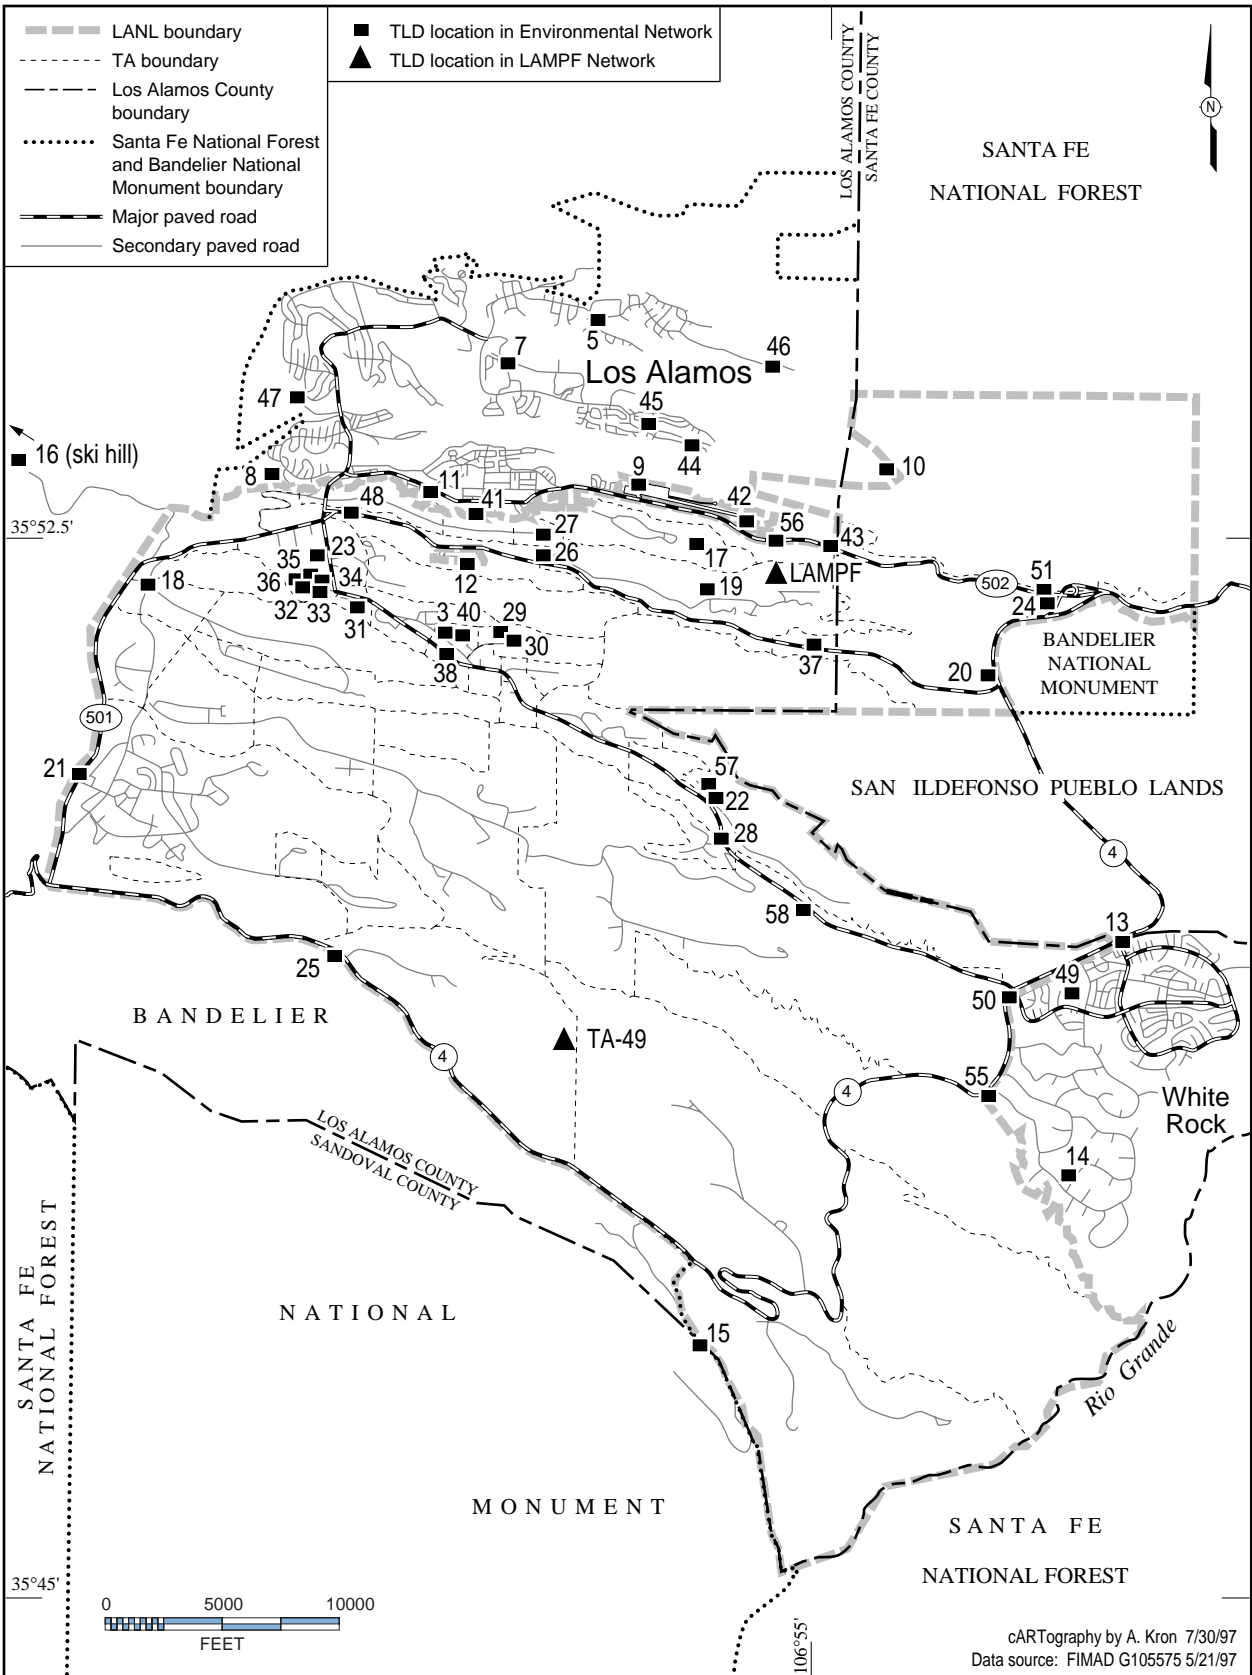 LANL boundary
TA boundary
Los Alamos County
boundary
Santa Fe National Forest
and Bandelier National
Monument boundary
Major paved road
Secondary paved road
TLD location in Environmental Network
TLD location in LAMPF Network
LOS ALAMOS COUNTY
SANTA FE COUNTY
N
SANTA FE
NATIONAL FOREST
5
7
46
Los Alamos
47
45
44
16 (ski hill)
8
11
9
10
48
41
42
35°52.5'
27
56
43
23
26
17
35
34
12
LAMPF
502
51
36
18
19
24
32
33
31
3
40
29
30
38
37
20
BANDELIER
NATIONAL
MONUMENT
501
21
57
22
SAN ILDEFONSO PUEBLO LANDS
28
4
58
13
25
49
50
BANDELIER
TA-49
4
55
4
White
Rock
LOS ALAMOS COUNTY
SANDOVAL COUNTY
14
SANTA FE
NATIONAL FOREST
NATIONAL
15
Rio Grande
MONUMENT
SANTA FE
NATIONAL FOREST
35°45'
0 5000 10000
FEET
106°55'
cARTography by A. Kron 7/30/97
Data source: FIMAD G105575 5/21/97